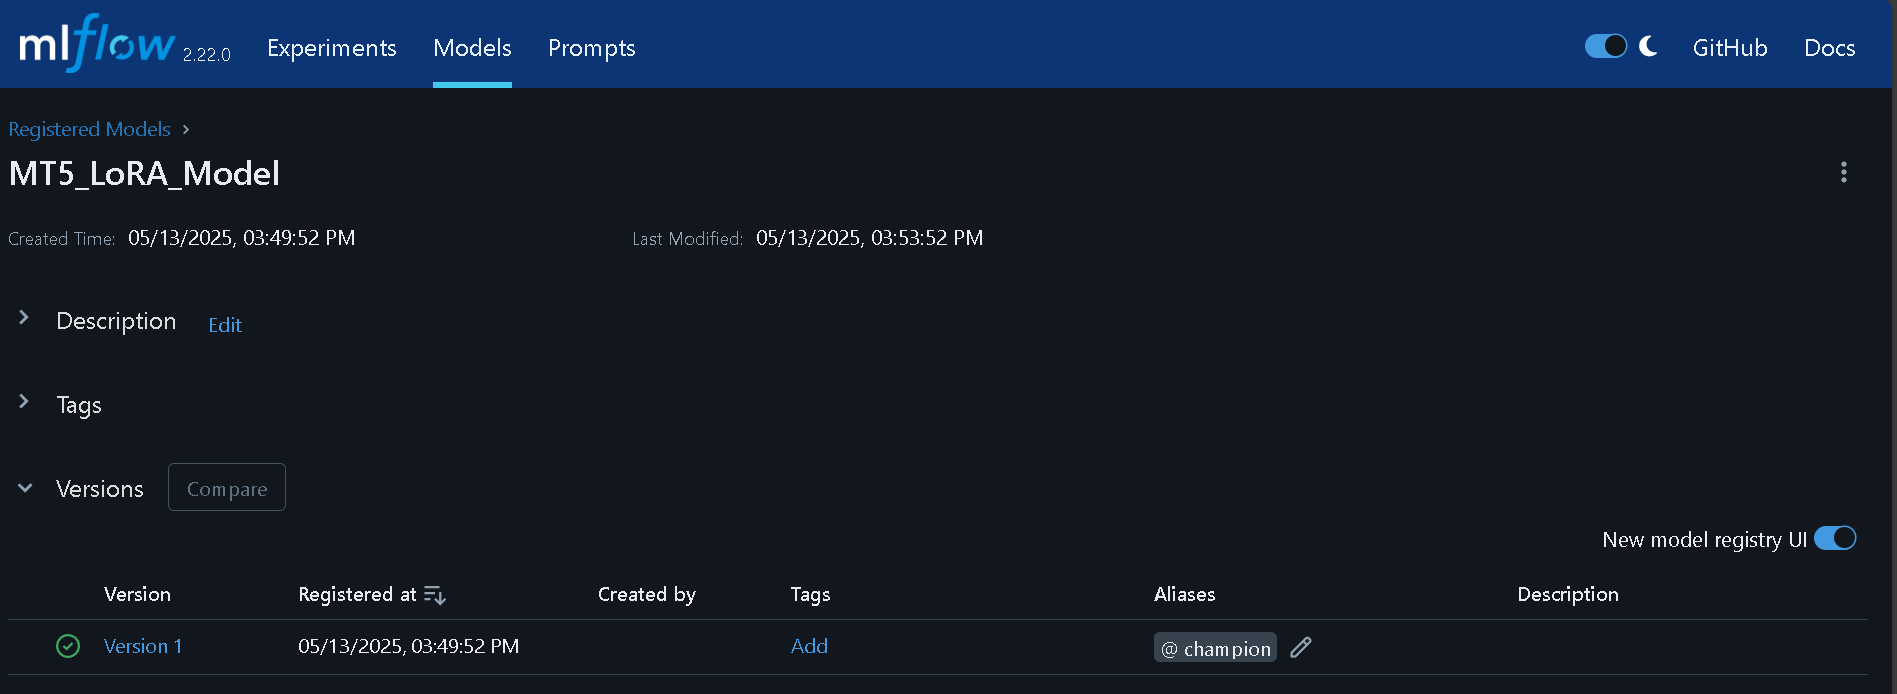 mlflow 2.22.0 Experiments Models Prompts GitHub Docs
Registered Models
MT5_LoRA_Model
Created Time: 05/13/2025, 03:49:52 PM Last Modified: 05/13/2025, 03:53:52 PM
Description Edit
Tags
Versions Compare
New model registry UI
Version Registered at Created by Tags Aliases Description
Version 1 05/13/2025, 03:49:52 PM Add @ champion